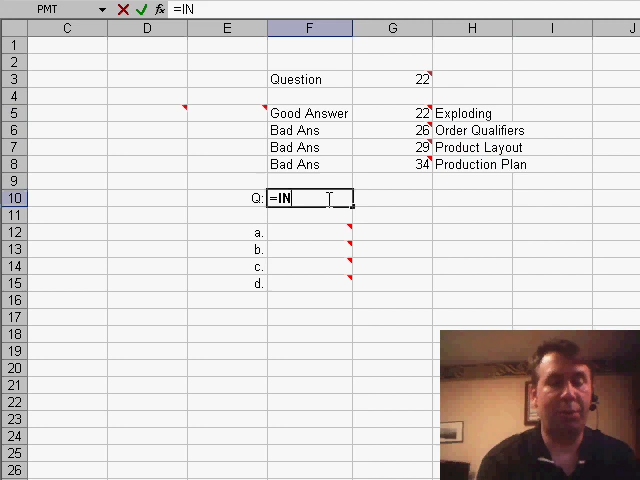 PMT =IN
C D E F G H I J
1
2
3 Question 22
4
5 Good Answer 22 Exploding
6 Bad Ans 26 Order Qualifiers
7 Bad Ans 29 Product Layout
8 Bad Ans 34 Production Plan
9
10 Q: =IN
11
12 a.
13 b.
14 c.
15 d.
16
17
18
19
20
21
22
23
24
25
26